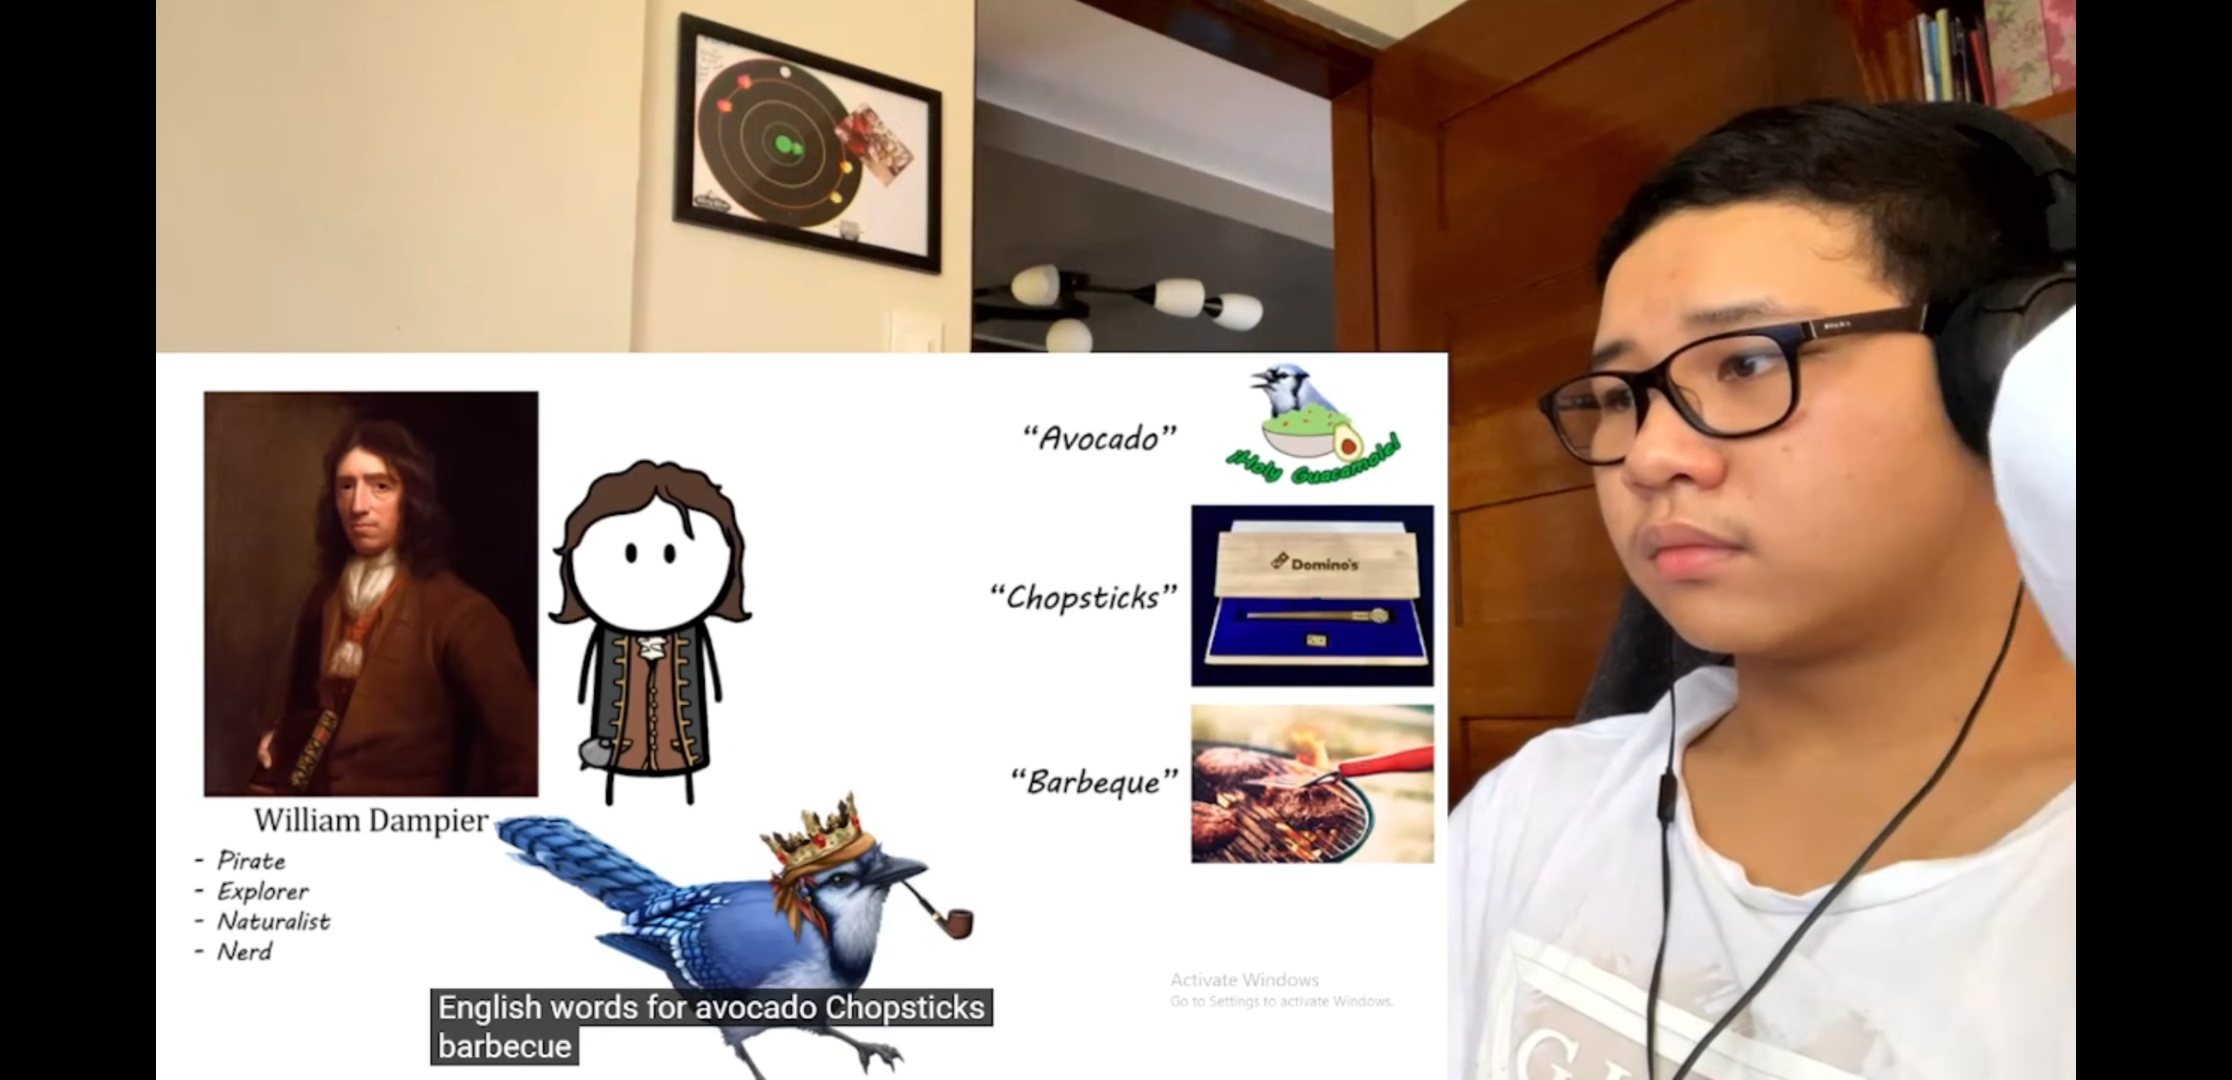 “Avocado”
¡Holy Guacamole!
Domino's
“Chopsticks”
“Barbeque”
William Dampier
- Pirate
- Explorer
- Naturalist
- Nerd
Activate Windows
Go to Settings to activate Windows.
English words for avocado Chopsticks
barbecue